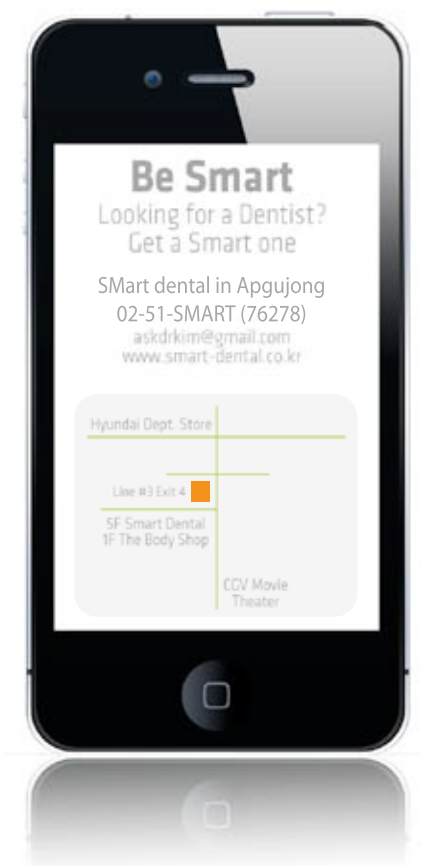 Be Smart
Looking for a Dentist?
Get a Smart one
SMart dental in Apgujong
02-51-SMART (76278)
askdrkim@gmail.com
www.smart-dental.co.kr
Hyundai Dept. Store
Line #3 Exit 4
5F Smart Dental
1F The Body Shop
CGV Movie
Theater